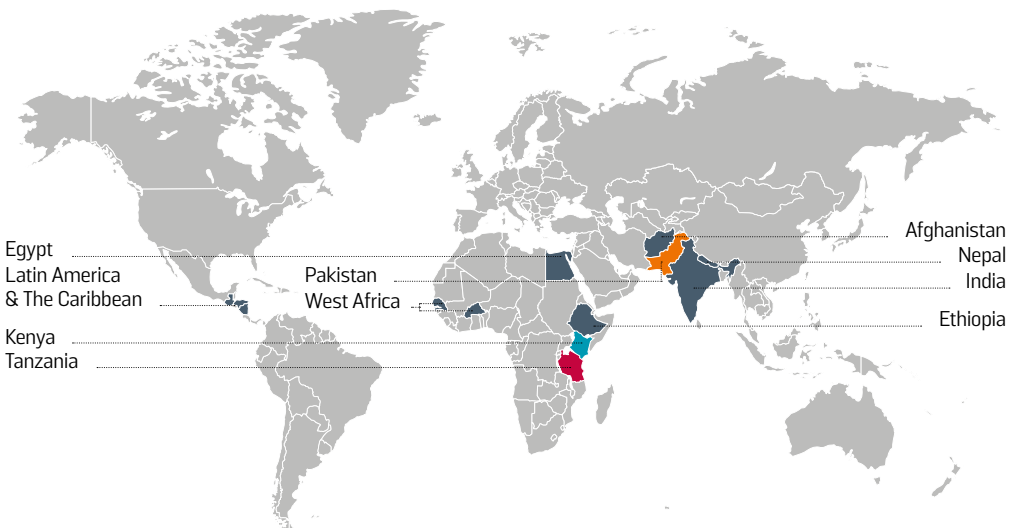 Egypt
Latin America
& The Caribbean
Kenya
Tanzania
Pakistan
West Africa
Afghanistan
Nepal
India
Ethiopia